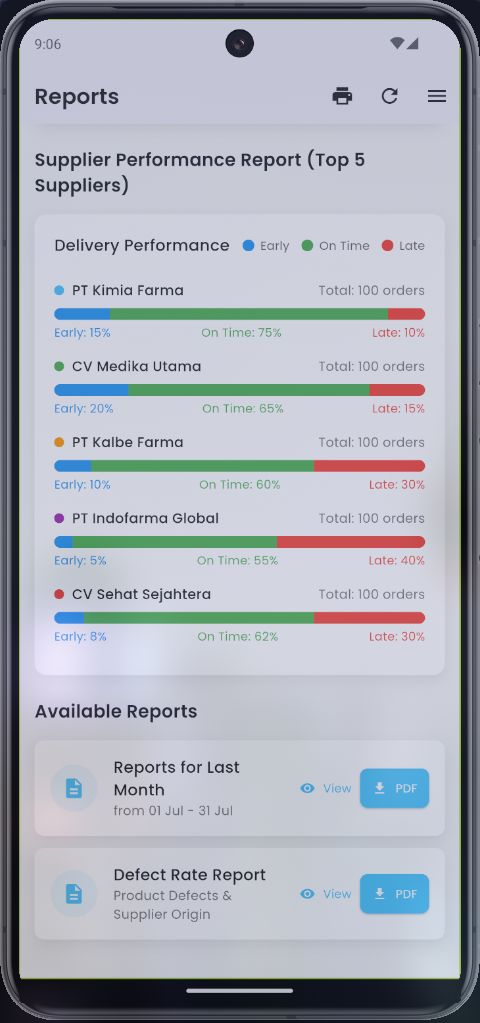 9:06
Reports
Supplier Performance Report (Top 5
Suppliers)
Delivery Performance Early On Time Late
PT Kimia Farma Total: 100 orders
Early: 15% On Time: 75% Late: 10%
CV Medika Utama Total: 100 orders
Early: 20% On Time: 65% Late: 15%
PT Kalbe Farma Total: 100 orders
Early: 10% On Time: 60% Late: 30%
PT Indofarma Global Total: 100 orders
Early: 5% On Time: 55% Late: 40%
CV Sehat Sejahtera Total: 100 orders
Early: 8% On Time: 62% Late: 30%
Available Reports
Reports for Last
Month
from 01 Jul - 31 Jul
View PDF
Defect Rate Report
Product Defects &
Supplier Origin
View PDF